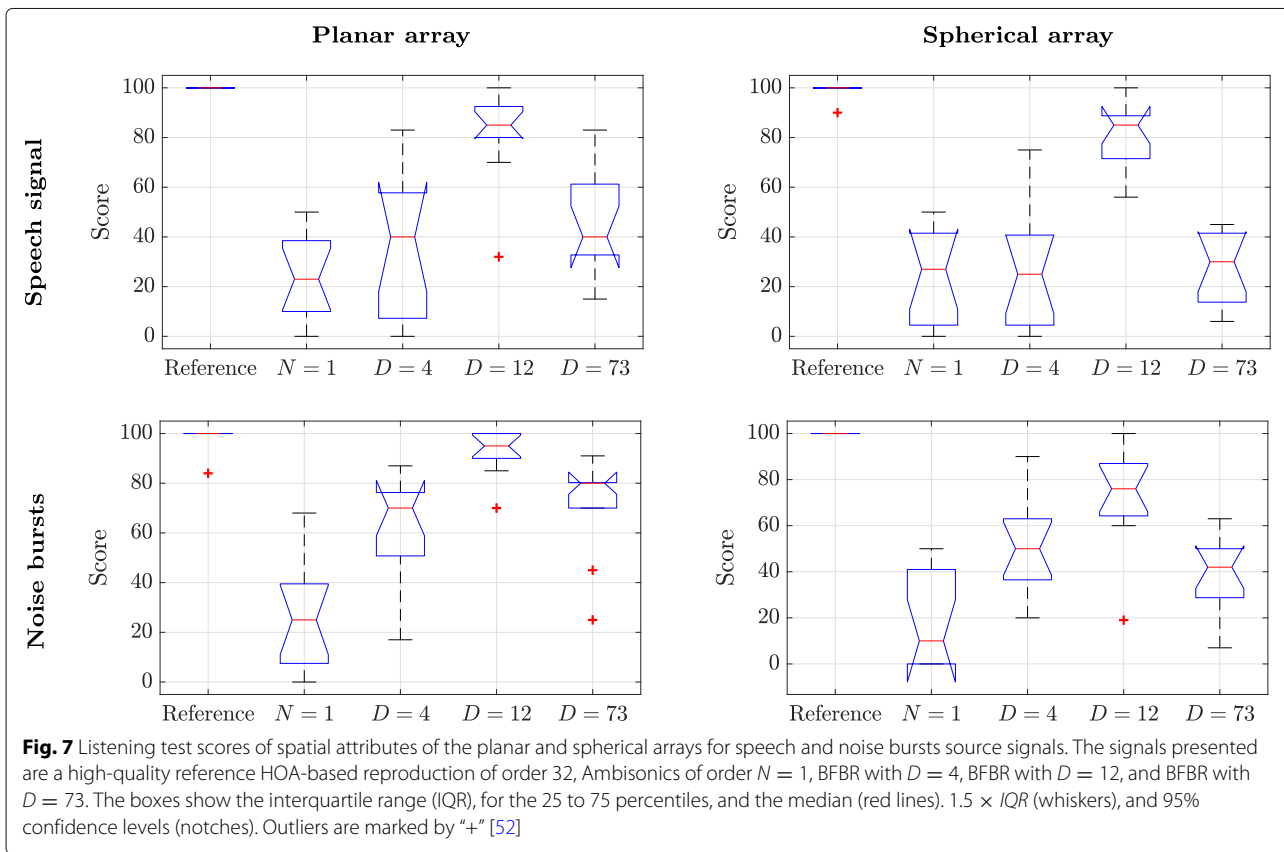 Planar array
Spherical array
Speech signal
Score
100
80
60
40
20
0
Reference N = 1 D = 4 D = 12 D = 73
Score
100
80
60
40
20
0
Reference N = 1 D = 4 D = 12 D = 73
Noise bursts
Score
100
80
60
40
20
0
Reference N = 1 D = 4 D = 12 D = 73
Score
100
80
60
40
20
0
Reference N = 1 D = 4 D = 12 D = 73
Fig. 7 Listening test scores of spatial attributes of the planar and spherical arrays for speech and noise bursts source signals. The signals presented
are a high-quality reference HOA-based reproduction of order 32, Ambisonics of order N = 1, BFBR with D = 4, BFBR with D = 12, and BFBR with
D = 73. The boxes show the interquartile range (IQR), for the 25 to 75 percentiles, and the median (red lines). 1.5 × IQR (whiskers), and 95%
confidence levels (notches). Outliers are marked by “+” [52]